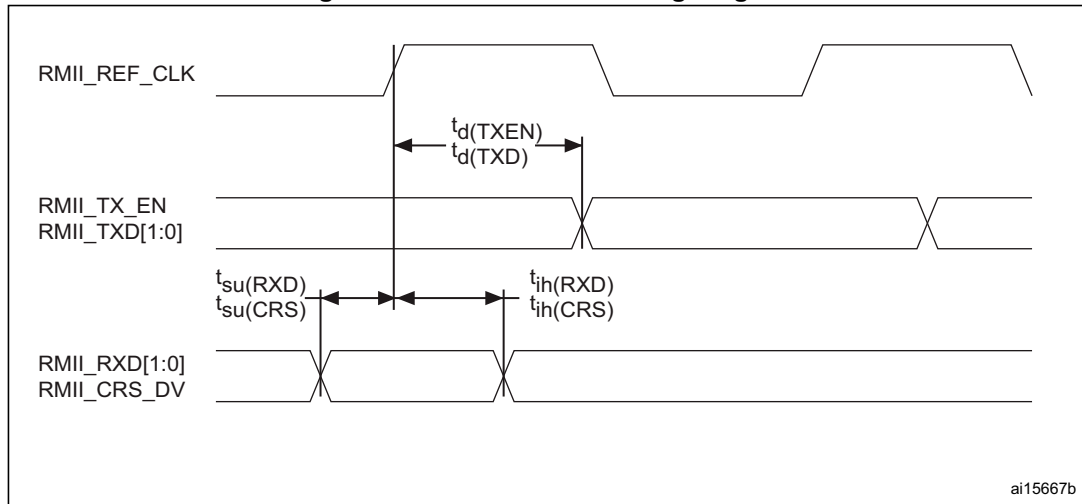 RMII_REF_CLK
td(TXEN)
td(TXD)
RMII_TX_EN
RMII_TXD[1:0]
tsu(RXD)
tsu(CRS)
tih(RXD)
tih(CRS)
RMII_RXD[1:0]
RMII_CRS_DV
ai15667b